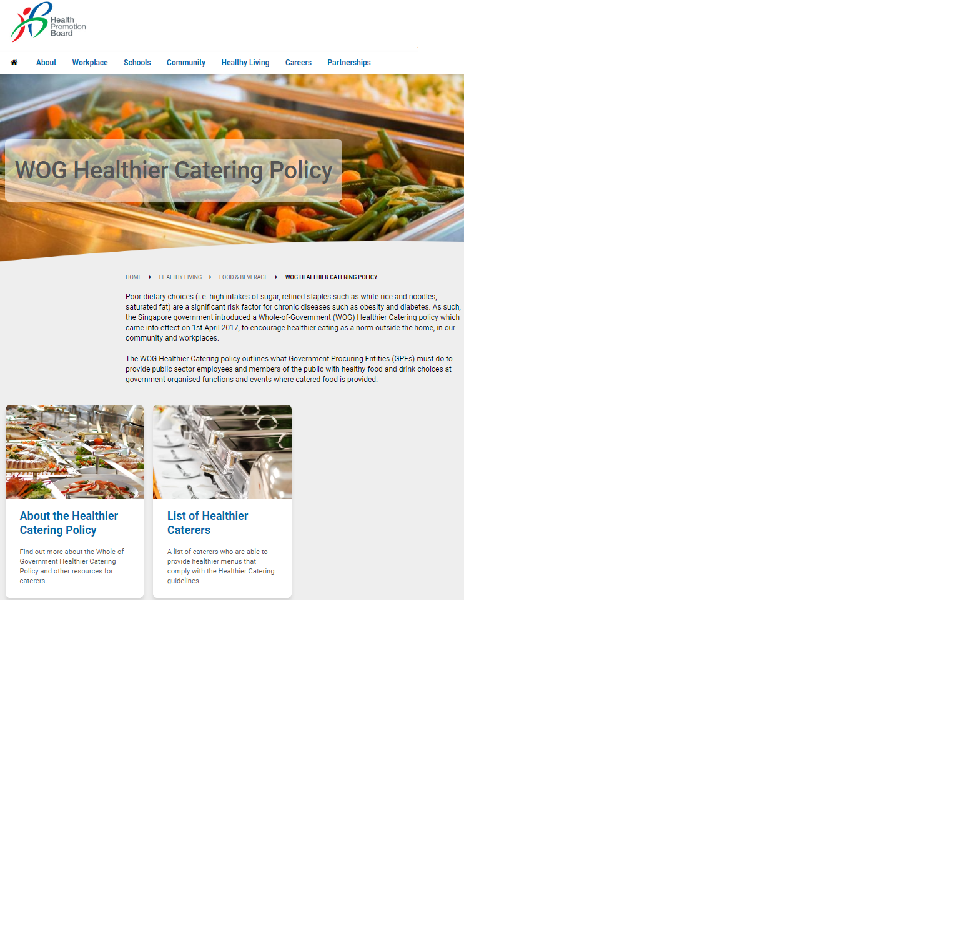 Health
Promotion
Board
About Workplace Schools Community Healthy Living Careers Partnerships
WOG Healthier Catering Policy
HOME HEALTHY LIVING FOOD & BEVERAGE WOG HEALTHIER CATERING POLICY
Poor dietary choices (i.e. high intakes of sugar, refined staples such as white rice and noodles,
saturated fat) are a significant risk factor for chronic diseases such as obesity and diabetes. As such,
the Singapore government introduced a Whole-of-Government (WOG) Healthier Catering policy which
came into effect on 1st April 2017, to encourage healthier eating as a norm outside the home, in our
community and workplaces.
The WOG Healthier Catering policy outlines what Government Procuring Entities (GPEs) must do to
provide public sector employees and members of the public with healthy food and drink choices at
government organised functions and events where catered food is provided.
About the Healthier
Catering Policy
Find out more about the Whole of
Government Healthier Catering
Policy and other resources for
caterers
List of Healthier
Caterers
A list of caterers who are able to
provide healthier menus that
comply with the Healthier Catering
guidelines